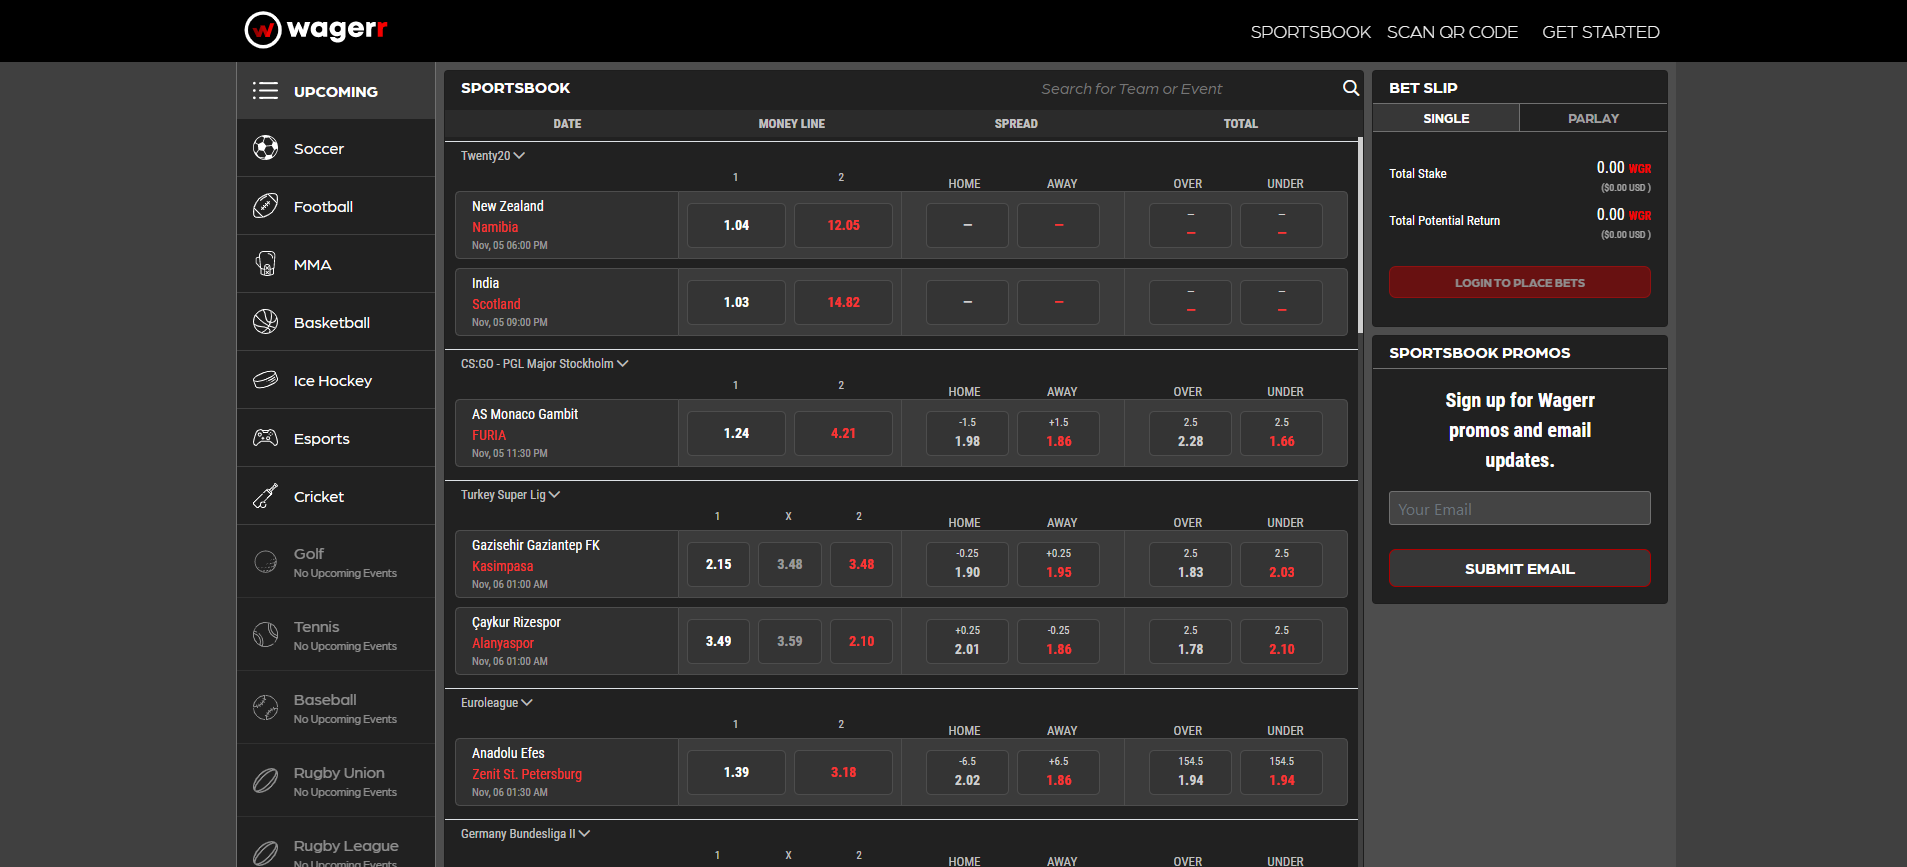 wagerr
SPORTSBOOK SCAN QR CODE GET STARTED
UPCOMING
Soccer
Football
MMA
Basketball
Ice Hockey
Esports
Cricket
Golf
No Upcoming Events
Tennis
No Upcoming Events
Baseball
No Upcoming Events
Rugby Union
No Upcoming Events
Rugby League
No Upcoming Events
SPORTSBOOK Search for Team or Event
DATE MONEY LINE SPREAD TOTAL
Twenty20
1 2 HOME AWAY OVER UNDER
New Zealand
Namibia
Nov, 05 06:00 PM
1.04 12.05 – – – –
– –
India
Scotland
Nov, 05 09:00 PM
1.03 14.82 – – – –
– –
CS:GO - PGL Major Stockholm
1 2 HOME AWAY OVER UNDER
AS Monaco Gambit
FURIA
Nov, 05 11:30 PM
1.24 4.21
-1.5 +1.5 2.5 2.5
1.98 1.86 2.28 1.66
Turkey Super Lig
1 X 2 HOME AWAY OVER UNDER
Gazisehir Gaziantep FK
Kasimpasa
Nov, 06 01:00 AM
2.15 3.48 3.48
-0.25 +0.25 2.5 2.5
1.90 1.95 1.83 2.03
Çaykur Rizespor
Alanyaspor
Nov, 06 01:00 AM
3.49 3.59 2.10
+0.25 -0.25 2.5 2.5
2.01 1.86 1.78 2.10
Euroleague
1 2 HOME AWAY OVER UNDER
Anadolu Efes
Zenit St. Petersburg
Nov, 06 01:30 AM
1.39 3.18
-6.5 +6.5 154.5 154.5
2.02 1.86 1.94 1.94
Germany Bundesliga II
1 X 2 HOME AWAY OVER UNDER
BET SLIP
SINGLE PARLAY
Total Stake 0.00 WGR
($0.00 USD )
Total Potential Return 0.00 WGR
($0.00 USD )
LOGIN TO PLACE BETS
SPORTSBOOK PROMOS
Sign up for Wagerr
promos and email
updates.
Your Email
SUBMIT EMAIL